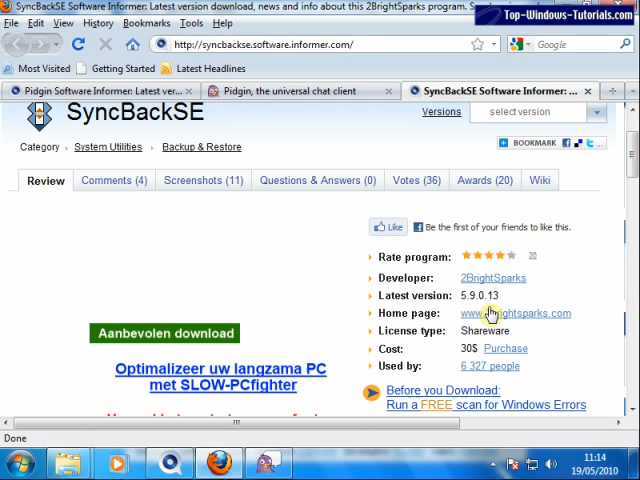 SyncBackSE Software Informer: Latest version download, news and info about this 2BrightSparks program.
Top-Windows-Tutorials.com
File Edit View History Bookmarks Tools Help
http://syncbackse.software.informer.com/
Google
Most Visited Getting Started Latest Headlines
Pidgin Software Informer: Latest ver... Pidgin, the universal chat client SyncBackSE Software Informer: ...
SyncBackSE
Versions select version
Category System Utilities Backup & Restore
BOOKMARK
Review Comments (4) Screenshots (11) Questions & Answers (0) Votes (36) Awards (20) Wiki
Like Be the first of your friends to like this.
Rate program: 36
Developer: 2BrightSparks
Latest version: 5.9.0.13
Home page: brightsparks.com
License type: Shareware
Cost: 30$ Purchase
Used by: 6 327 people
Aanbevolen download
Optimalizeer uw langzama PC
met SLOW-PCfighter
Before you Download:
Run a FREE scan for Windows Errors
Done
11:14
19/05/2010